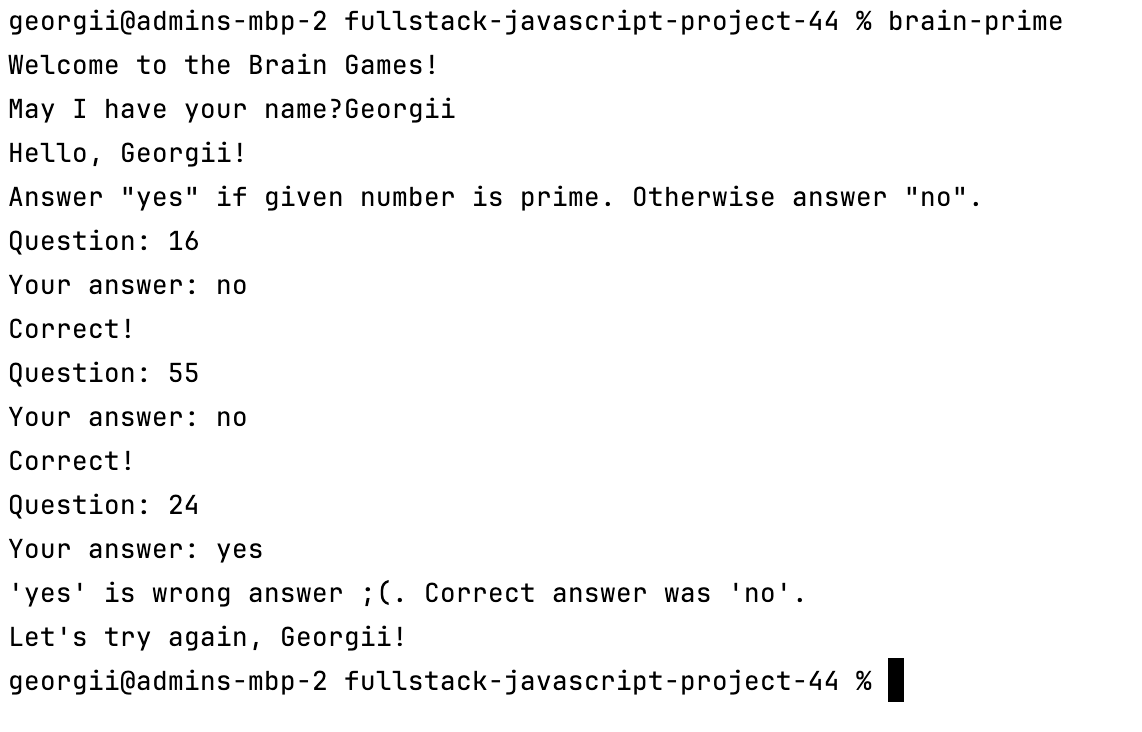 georgii@admins-mbp-2 fullstack-javascript-project-44 % brain-prime
Welcome to the Brain Games!
May I have your name?Georgii
Hello, Georgii!
Answer "yes" if given number is prime. Otherwise answer "no".
Question: 16
Your answer: no
Correct!
Question: 55
Your answer: no
Correct!
Question: 24
Your answer: yes
'yes' is wrong answer ;(. Correct answer was 'no'.
Let's try again, Georgii!
georgii@admins-mbp-2 fullstack-javascript-project-44 %